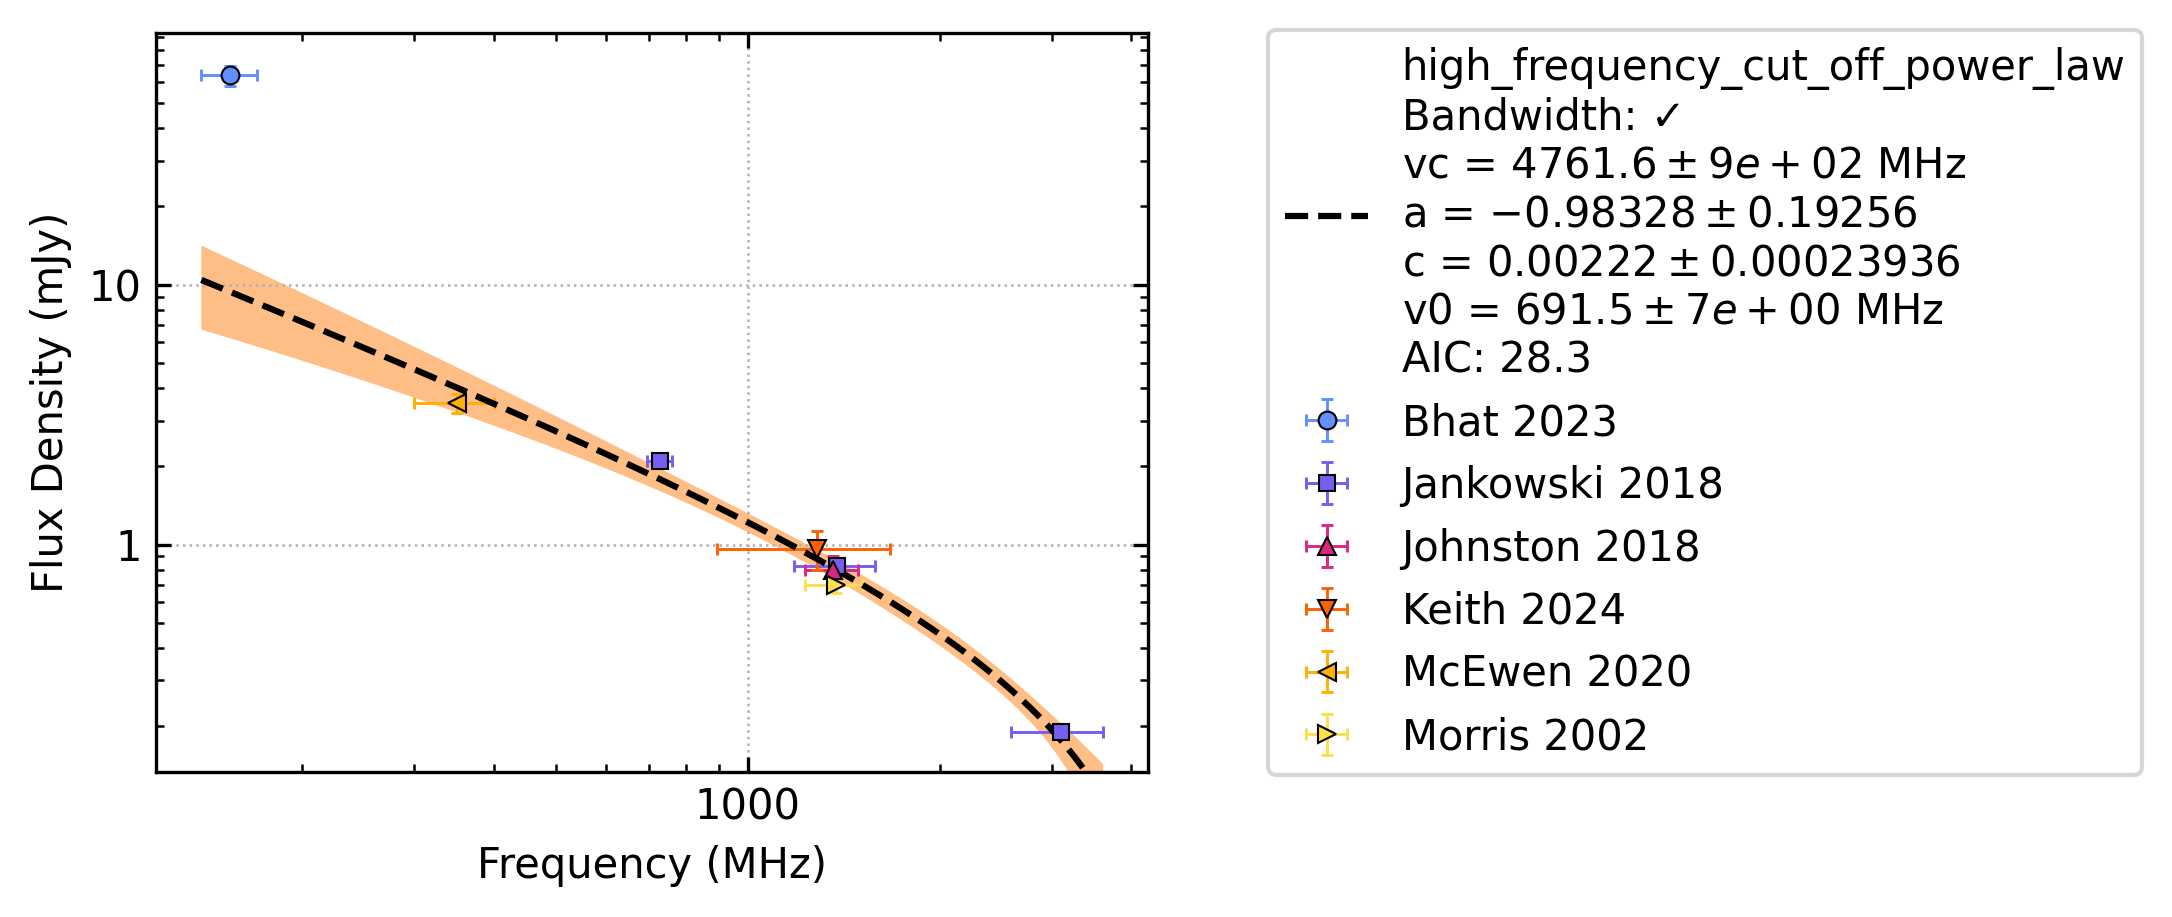 10
1
1000
Flux Density (mJy)
Frequency (MHz)
high_frequency_cut_off_power_law
Bandwidth: ✓
vc = 4761.6 ± 9e + 02 MHz
a = −0.98328 ± 0.19256
c = 0.00222 ± 0.00023936
v0 = 691.5 ± 7e + 00 MHz
AIC: 28.3
Bhat 2023
Jankowski 2018
Johnston 2018
Keith 2024
McEwen 2020
Morris 2002